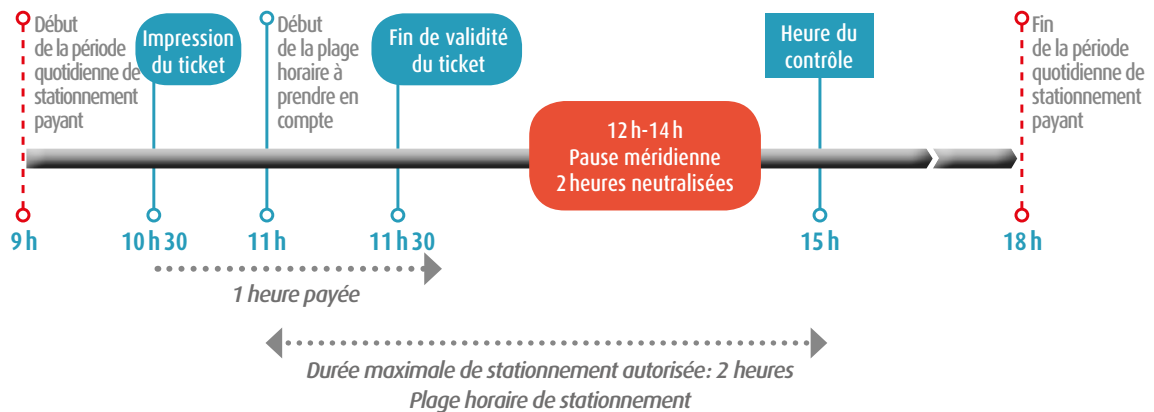 Début
de la période
quotidienne de
stationnement
payant
Impression
du ticket
Début
de la plage
horaire à
prendre en
compte
Fin de validité
du ticket
12 h-14 h
Pause méridienne
2 heures neutralisées
Heure du
contrôle
Fin
de la période
quotidienne de
stationnement
payant
9 h
10 h 30
11 h
11 h 30
15 h
18 h
1 heure payée
Durée maximale de stationnement autorisée : 2 heures
Plage horaire de stationnement